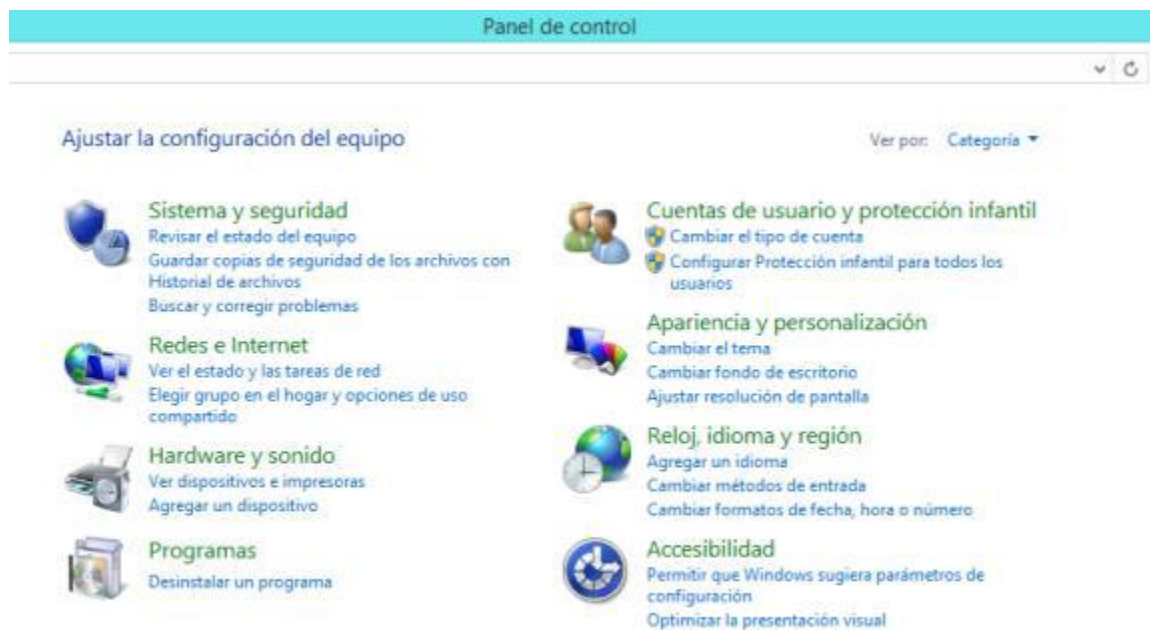 Panel de control
Ajustar la configuración del equipo
Ver por: Categoría
Sistema y seguridad
Revisar el estado del equipo
Guardar copias de seguridad de los archivos con
Historial de archivos
Buscar y corregir problemas
Redes e Internet
Ver el estado y las tareas de red
Elegir grupo en el hogar y opciones de uso
compartido
Hardware y sonido
Ver dispositivos e impresoras
Agregar un dispositivo
Programas
Desinstalar un programa
Cuentas de usuario y protección infantil
Cambiar el tipo de cuenta
Configurar Protección infantil para todos los
usuarios
Apariencia y personalización
Cambiar el tema
Cambiar fondo de escritorio
Ajustar resolución de pantalla
Reloj, idioma y región
Agregar un idioma
Cambiar métodos de entrada
Cambiar formatos de fecha, hora o número
Accesibilidad
Permitir que Windows sugiera parámetros de
configuración
Optimizar la presentación visual